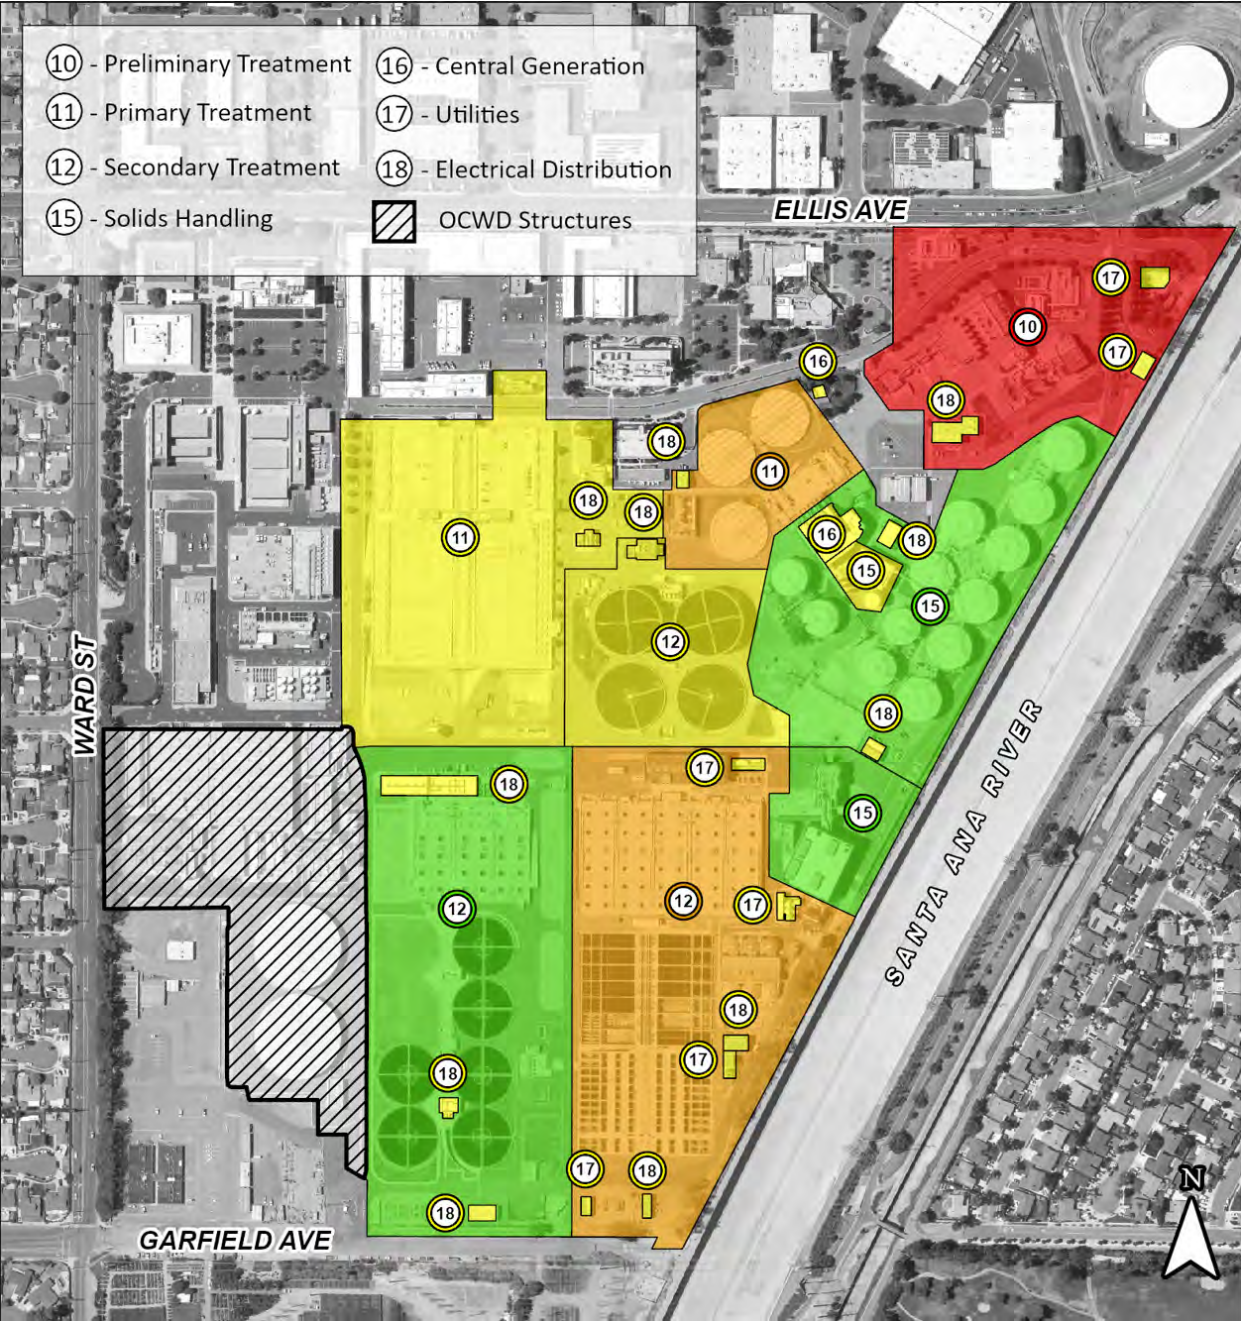 10 - Preliminary Treatment
11 - Primary Treatment
12 - Secondary Treatment
15 - Solids Handling
16 - Central Generation
17 - Utilities
18 - Electrical Distribution
OCWD Structures
ELLIS AVE
17
10
17
16
18
18
11
18
18
11
16
18
15
15
12
18
WARD ST
SANTA ANA RIVER
17
18
15
12
12
17
18
17
18
17
18
18
N
GARFIELD AVE